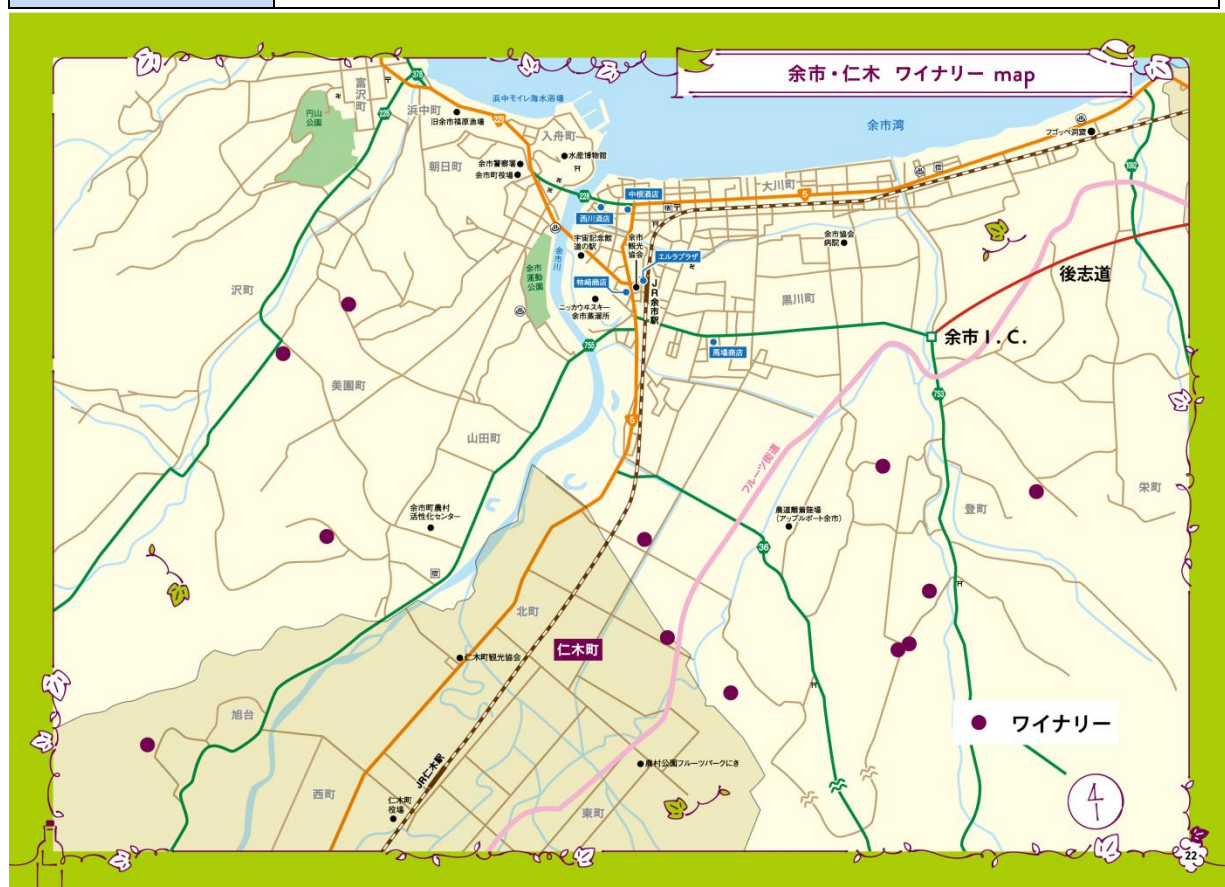 余市・仁木 ワイナリー map
富沢町
378
円山
公園
228
浜中町
229
旧余市福原漁場
浜中モイレ海水浴場
入舟町
朝日町
余市警察署
余市町役場
水産博物館
228
中根酒店
西川酒店
余市湾
フゴッペ洞窟
大川町
5
1092
宇宙記念館
道の駅
余市
観光
協会
エルラプラザ
余市協会
病院
余市川
余市
運動
公園
柿崎商店
JR余市駅
ニッカウヰスキー
余市蒸溜所
黒川町
後志道
沢町
755
馬場商店
余市I.C.
美園町
753
5
山田町
フルーツ街道
栄町
余市町農村
活性化センター
農道離着陸場
(アップルポート余市)
登町
36
北町
仁木町
仁木町観光協会
旭台
ワイナリー
JR仁木駅
農村公園フルーツパークにき
西町
仁木町
役場
東町
22